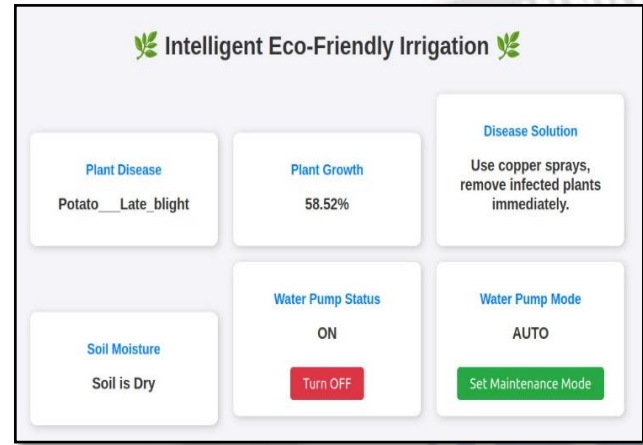 🌿 Intelligent Eco-Friendly Irrigation 🌿
Plant Disease
Potato___Late_blight
Plant Growth
58.52%
Disease Solution
Use copper sprays,
remove infected plants
immediately.
Soil Moisture
Soil is Dry
Water Pump Status
ON
Turn OFF
Water Pump Mode
AUTO
Set Maintenance Mode